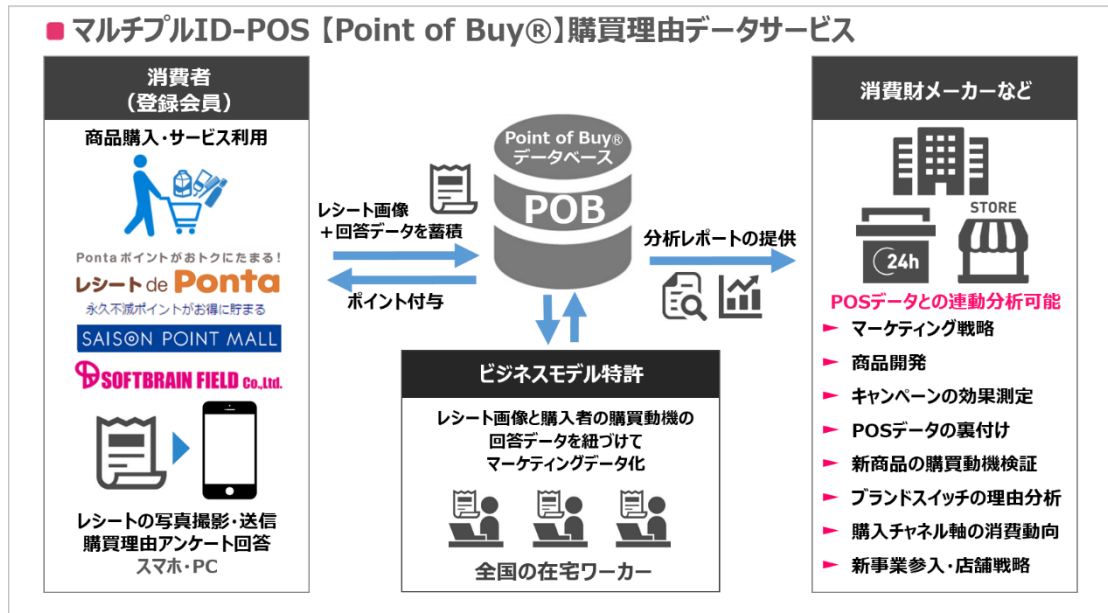 マルチプルID-POS【Point of Buy®】購買理由データサービス
消費者
（登録会員）
商品購入・サービス利用
Pontaポイントがおトクにたまる！
レシート de Ponta
永久不滅ポイントがお得に貯まる
SAISON POINT MALL
SOFTBRAIN FIELD Co.,Ltd.
レシートの写真撮影・送信
購買理由アンケート回答
スマホ・PC
レシート画像
＋回答データを蓄積
ポイント付与
Point of Buy®
データベース
POB
分析レポートの提供
ビジネスモデル特許
レシート画像と購入者の購買動機の
回答データを紐づけて
マーケティングデータ化
全国の在宅ワーカー
消費財メーカーなど
STORE
24h
POSデータとの連動分析可能
► マーケティング戦略
► 商品開発
► キャンペーンの効果測定
► POSデータの裏付け
► 新商品の購買動機検証
► ブランドスイッチの理由分析
► 購入チャネル軸の消費動向
► 新事業参入・店舗戦略